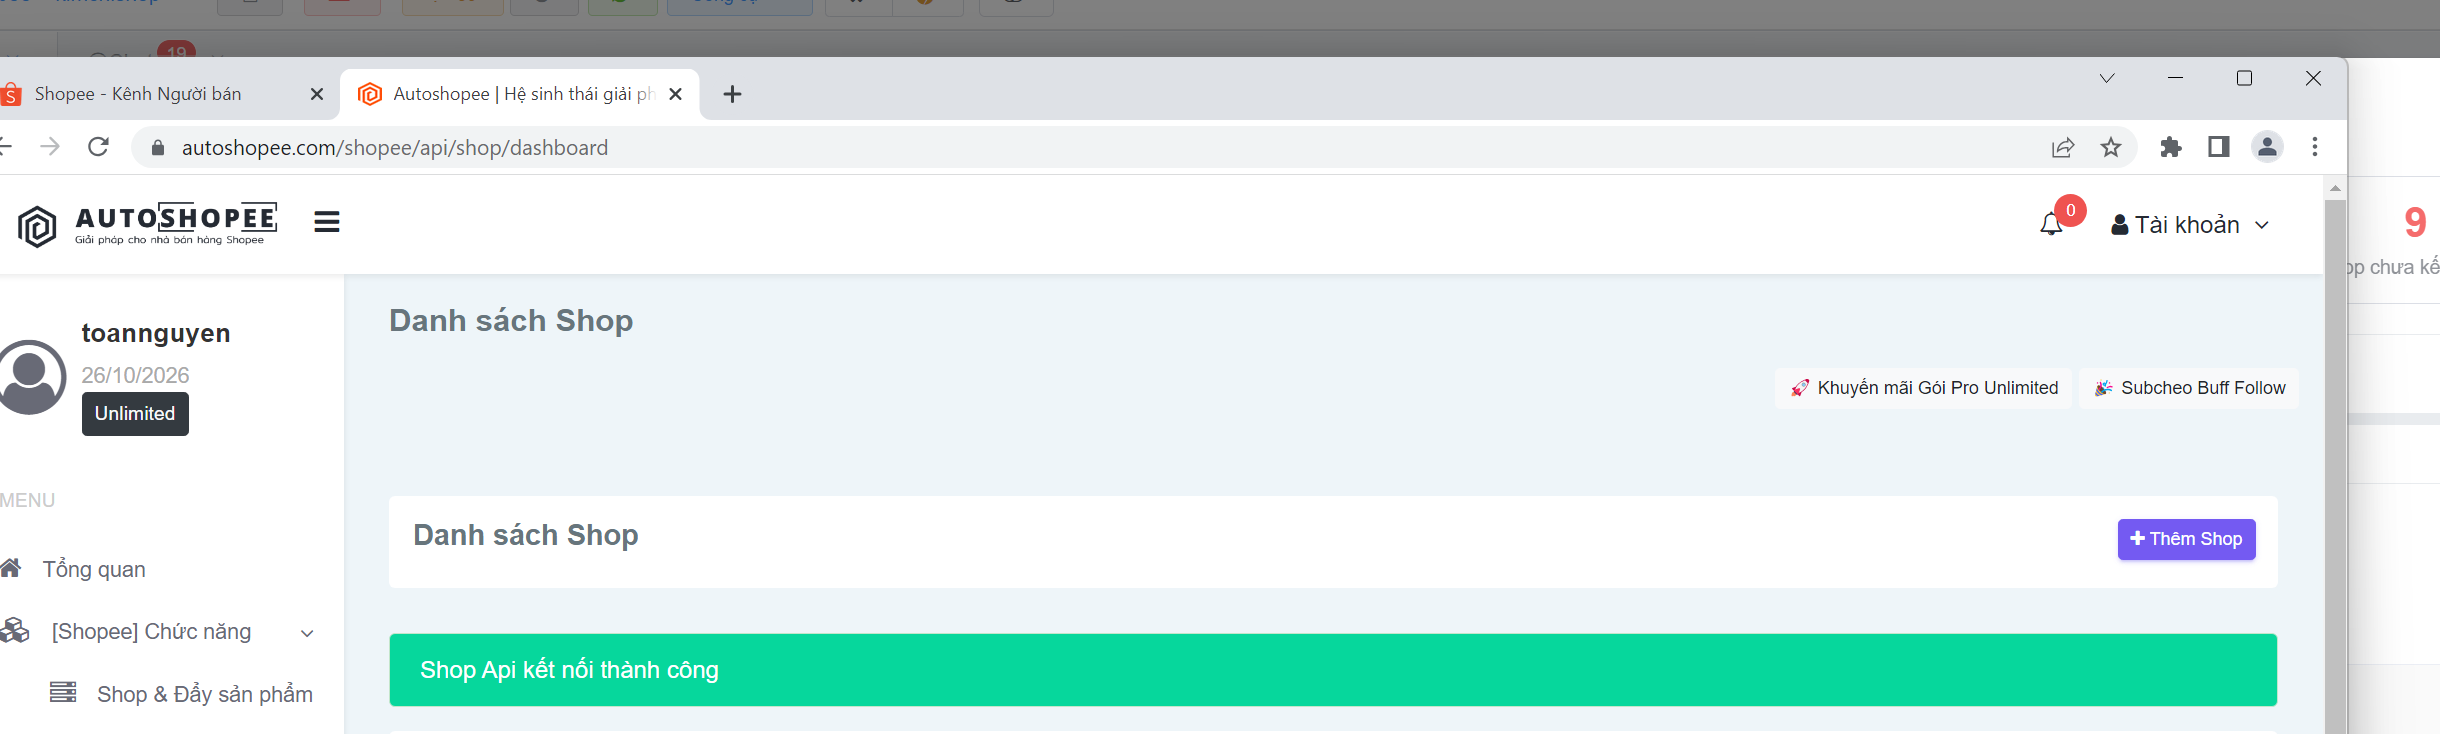 19
Shopee - Kênh Người bán
Autoshopee | Hệ sinh thái giải ph
autoshopee.com/shopee/api/shop/dashboard
AUTOSHOPEE
Giải pháp cho nhà bán hàng Shopee
0
Tài khoản
9
op chưa kế
toannguyen
26/10/2026
Unlimited
Danh sách Shop
Khuyến mãi Gói Pro Unlimited
Subcheo Buff Follow
MENU
Danh sách Shop
Thêm Shop
Tổng quan
[Shopee] Chức năng
Shop Api kết nối thành công
Shop & Đẩy sản phẩm